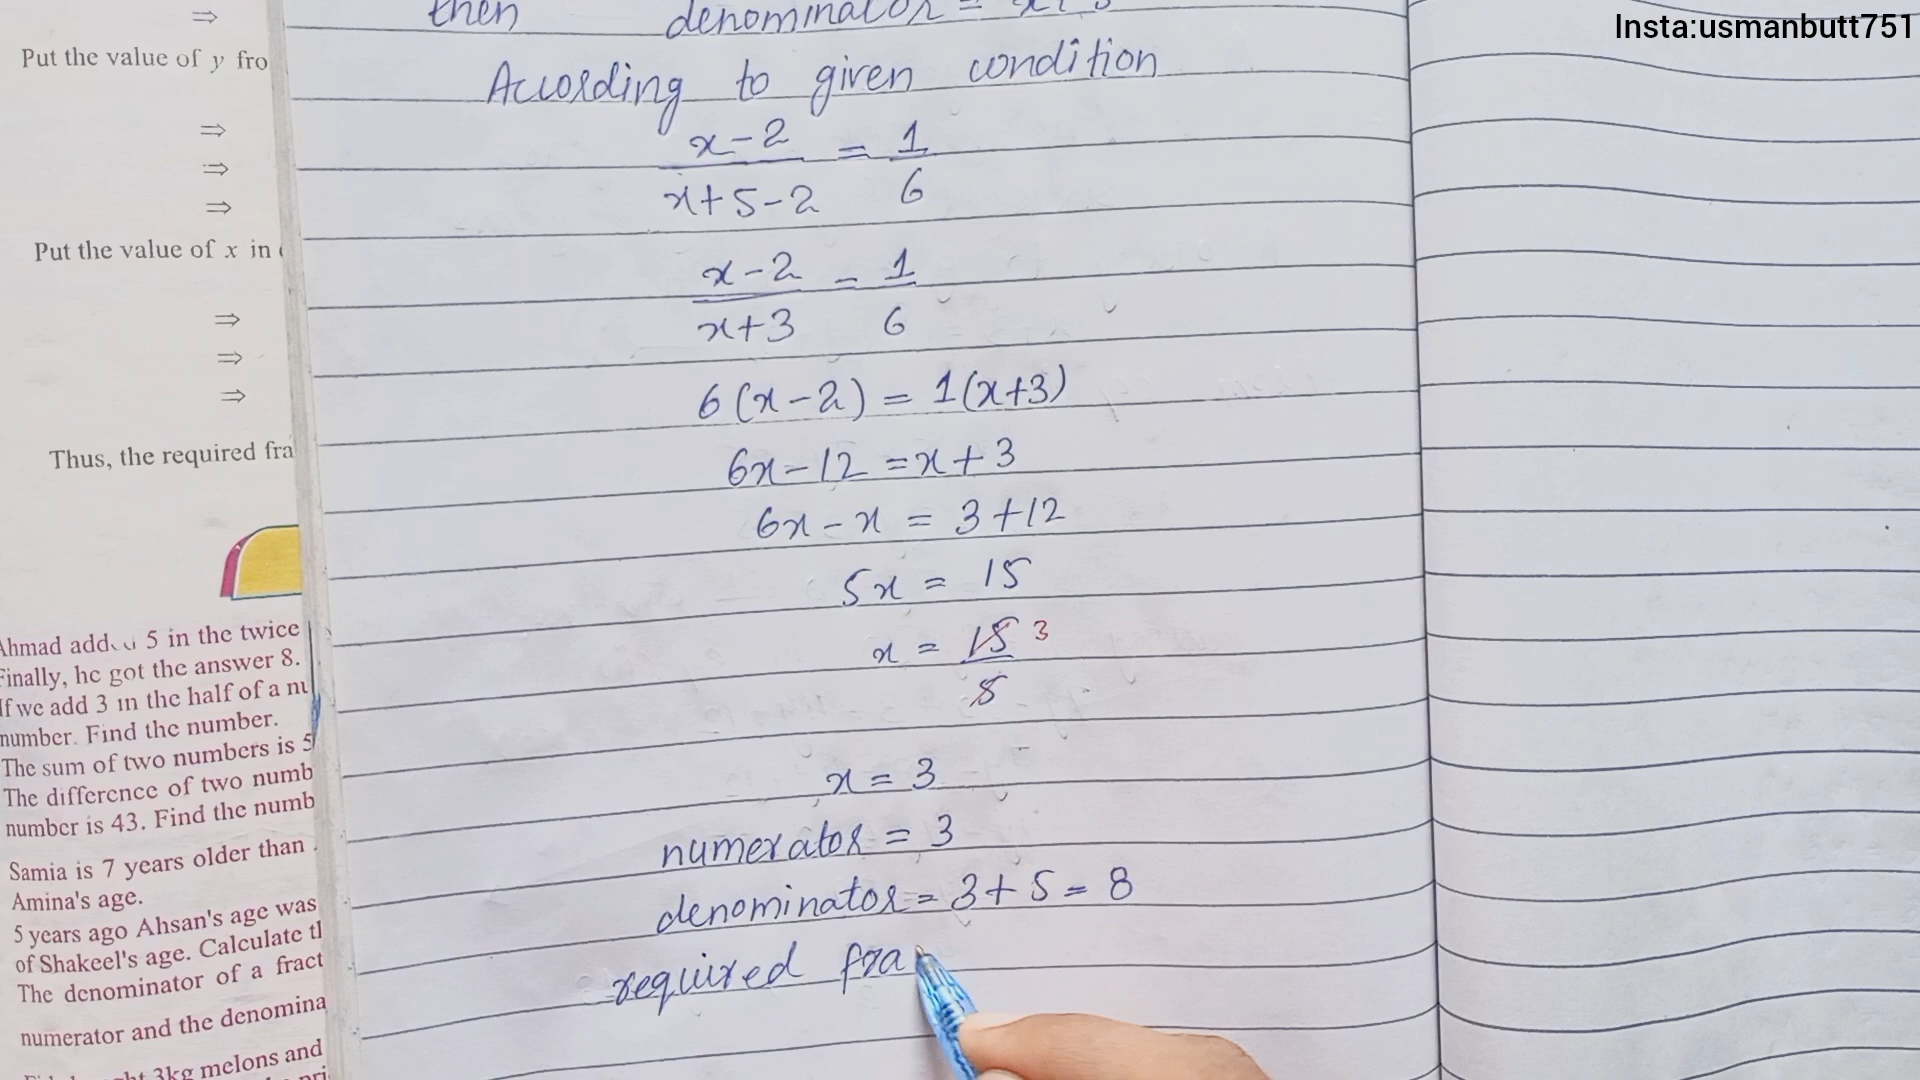 Insta:usmanbutt751
⇒
Put the value of y fro
⇒
⇒
⇒
Put the value of x in
⇒
⇒
⇒
Thus, the required fra
Ahmad add 5 in the twice
Finally, he got the answer 8.
If we add 3 in the half of a nu
number. Find the number.
The sum of two numbers is 5
The difference of two numb
number is 43. Find the numb
Samia is 7 years older than
Amina's age.
5 years ago Ahsan's age was
of Shakeel's age. Calculate tl
The denominator of a fract
numerator and the denomina
3kg melons and
then denominator =
According to given condition
x-2 = 1
x+5-2 6
x-2 = 1
x+3 6
6(x-2) = 1(x+3)
6x-12 = x+3
6x-x = 3+12
5x = 15
x = 15 3
5
x = 3
numerator = 3
denominator = 3+5 = 8
required fra